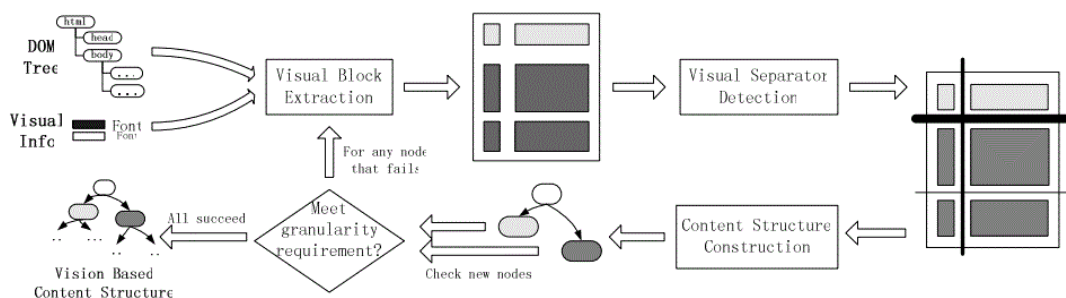 html
head
body
...
...
DOM
Tree
Visual
Info
Font
Font
Visual Block
Extraction
Visual Separator
Detection
For any node
that fails
Content Structure
Construction
Meet
granularity
requirement?
Check new nodes
All succeed
.. ...
.. ..
Vision Based
Content Structure